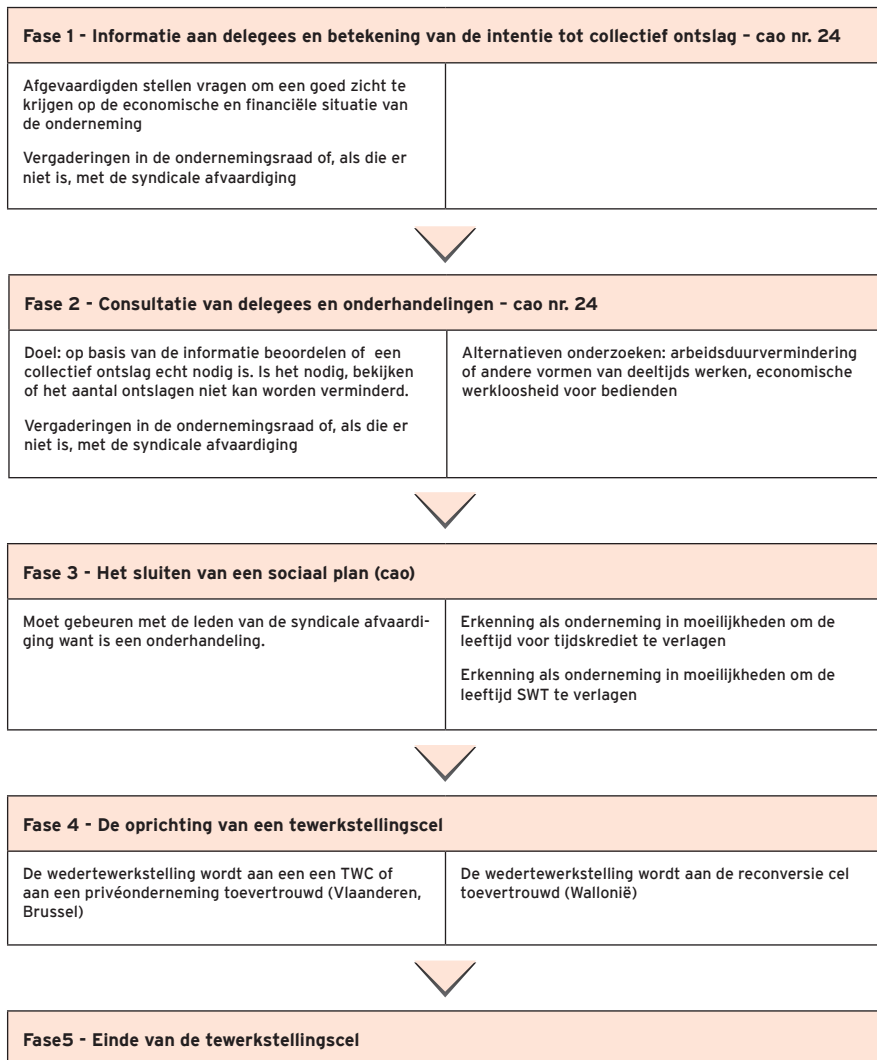 Fase 1 - Informatie aan delegees en betekening van de intentie tot collectief ontslag – cao nr. 24
Afgevaardigden stellen vragen om een goed zicht te
krijgen op de economische en financiële situatie van
de onderneming
Vergaderingen in de ondernemingsraad of, als die er
niet is, met de syndicale afvaardiging
Fase 2 - Consultatie van delegees en onderhandelingen – cao nr. 24
Doel: op basis van de informatie beoordelen of een
collectief ontslag echt nodig is. Is het nodig, bekijken
of het aantal ontslagen niet kan worden verminderd.
Vergaderingen in de ondernemingsraad of, als die er
niet is, met de syndicale afvaardiging
Alternatieven onderzoeken: arbeidsduurvermindering
of andere vormen van deeltijds werken, economische
werkloosheid voor bedienden
Fase 3 - Het sluiten van een sociaal plan (cao)
Moet gebeuren met de leden van de syndicale afvaardi-
ging want is een onderhandeling.
Erkenning als onderneming in moeilijkheden om de
leeftijd voor tijdskrediet te verlagen
Erkenning als onderneming in moeilijkheden om de
leeftijd SWT te verlagen
Fase 4 - De oprichting van een tewerkstellingscel
De wedertewerkstelling wordt aan een een TWC of
aan een privéonderneming toevertrouwd (Vlaanderen,
Brussel)
De wedertewerkstelling wordt aan de reconversie cel
toevertrouwd (Wallonië)
Fase5 - Einde van de tewerkstellingscel